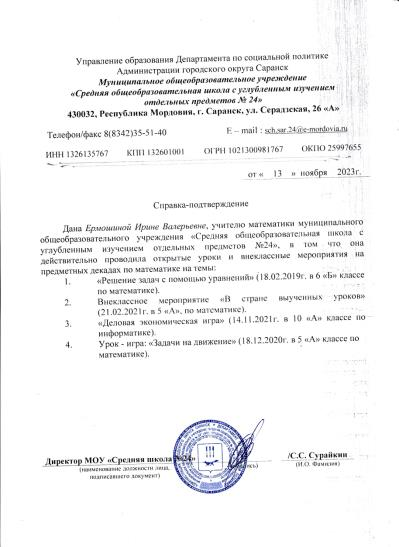 Управление образования Департамента по социальной политике
Администрации городского округа Саранск
Муниципальное общеобразовательное учреждение
«Средняя общеобразовательная школа с углубленным изучением
отдельных предметов № 24»
430032, Республика Мордовия, г. Саранск, ул. Серадзская, 26 «А»
Телефон/факс 8(8342)35-51-40 E – mail : sch.sar.24@e-mordovia.ru
ИНН 1326135767 КПП 132601001 ОГРН 1021300981767 ОКПО 25997655
от « 13 » ноября 2023г.
Справка-подтверждение
Дана Ермошиной Ирине Валерьевне, учителю математики муниципального
общеобразовательного учреждения «Средняя общеобразовательная школа с
углубленным изучением отдельных предметов №24», в том что она
действительно проводила открытые уроки и внеклассные мероприятия на
предметных декадах по математике на темы:
1. «Решение задач с помощью уравнений» (18.02.2019г. в 6 «Б» классе
по математике).
2. Внеклассное мероприятие «В стране выученных уроков»
(21.02.2021г. в 5 «А», по математике).
3. «Деловая экономическая игра» (14.11.2021г. в 10 «А» классе по
информатике).
4. Урок - игра: «Задачи на движение» (18.12.2020г. в 5 «А» классе по
математике).
Директор МОУ «Средняя школа №24» /С.С. Сурайкин
(наименование должности лица, (И.О. Фамилия)
подписавшего документ)